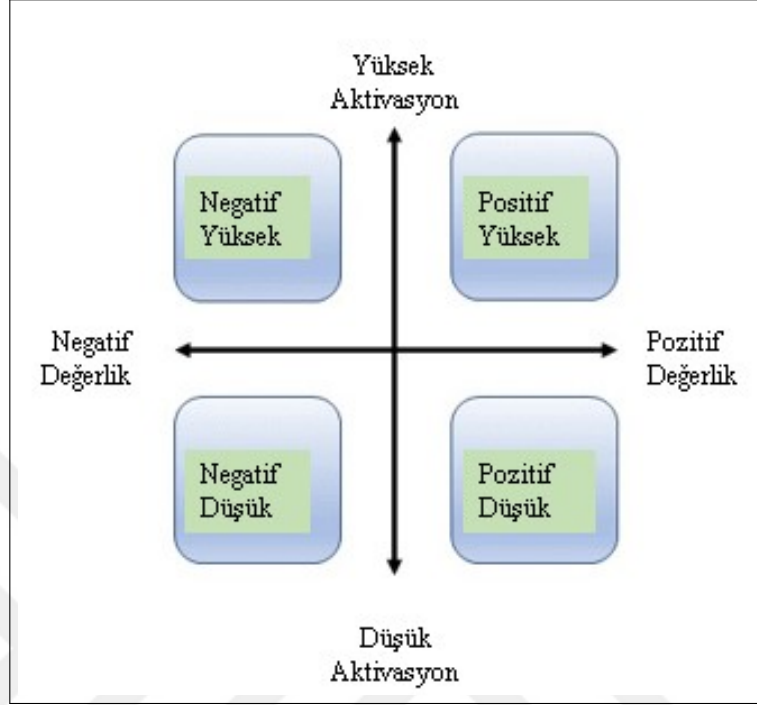 Yüksek
Aktivasyon
Negatif
Yüksek
Positif
Yüksek
Negatif
Değerlik
Pozitif
Değerlik
Negatif
Düşük
Pozitif
Düşük
Düşük
Aktivasyon